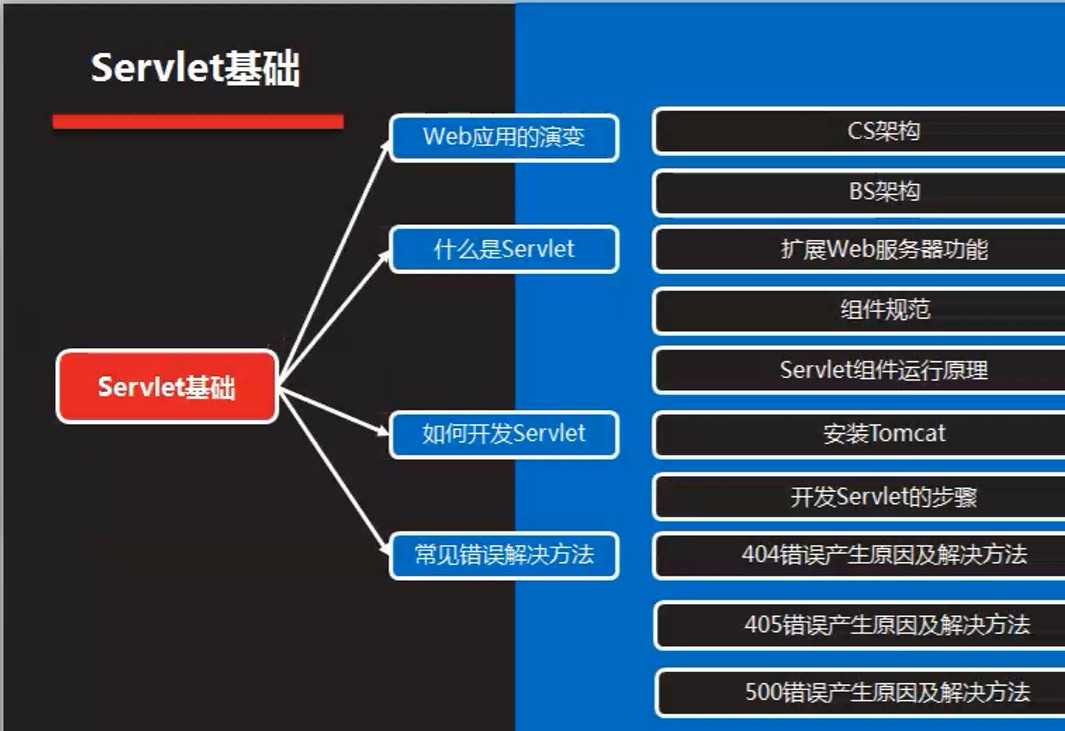 Servlet基础
Web应用的演变
CS架构
BS架构
什么是Servlet
扩展Web服务器功能
组件规范
Servlet组件运行原理
Servlet基础
如何开发Servlet
安装Tomcat
开发Servlet的步骤
常见错误解决方法
404错误产生原因及解决方法
405错误产生原因及解决方法
500错误产生原因及解决方法